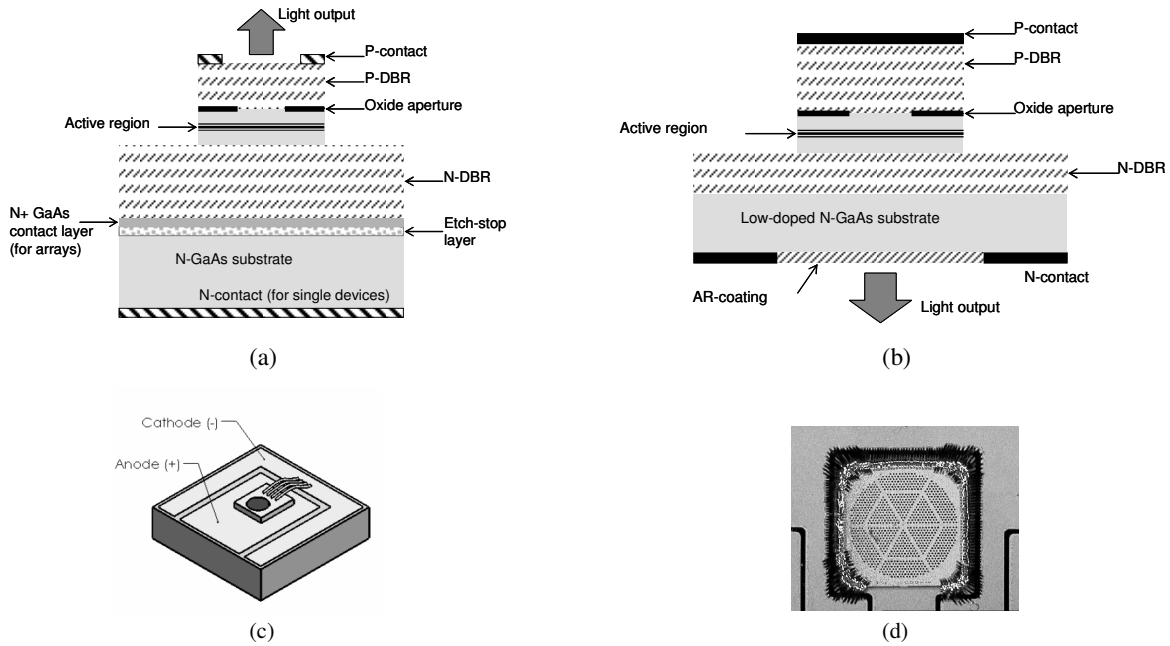 Light output
P-contact
P-DBR
Oxide aperture
Active region
N-DBR
N+ GaAs
contact layer
(for arrays)
Etch-stop
layer
N-GaAs substrate
N-contact (for single devices)
(a)
P-contact
P-DBR
Oxide aperture
Active region
N-DBR
Low-doped N-GaAs substrate
N-contact
AR-coating
Light output
(b)
Cathode (-)
Anode (+)
(c)
(d)